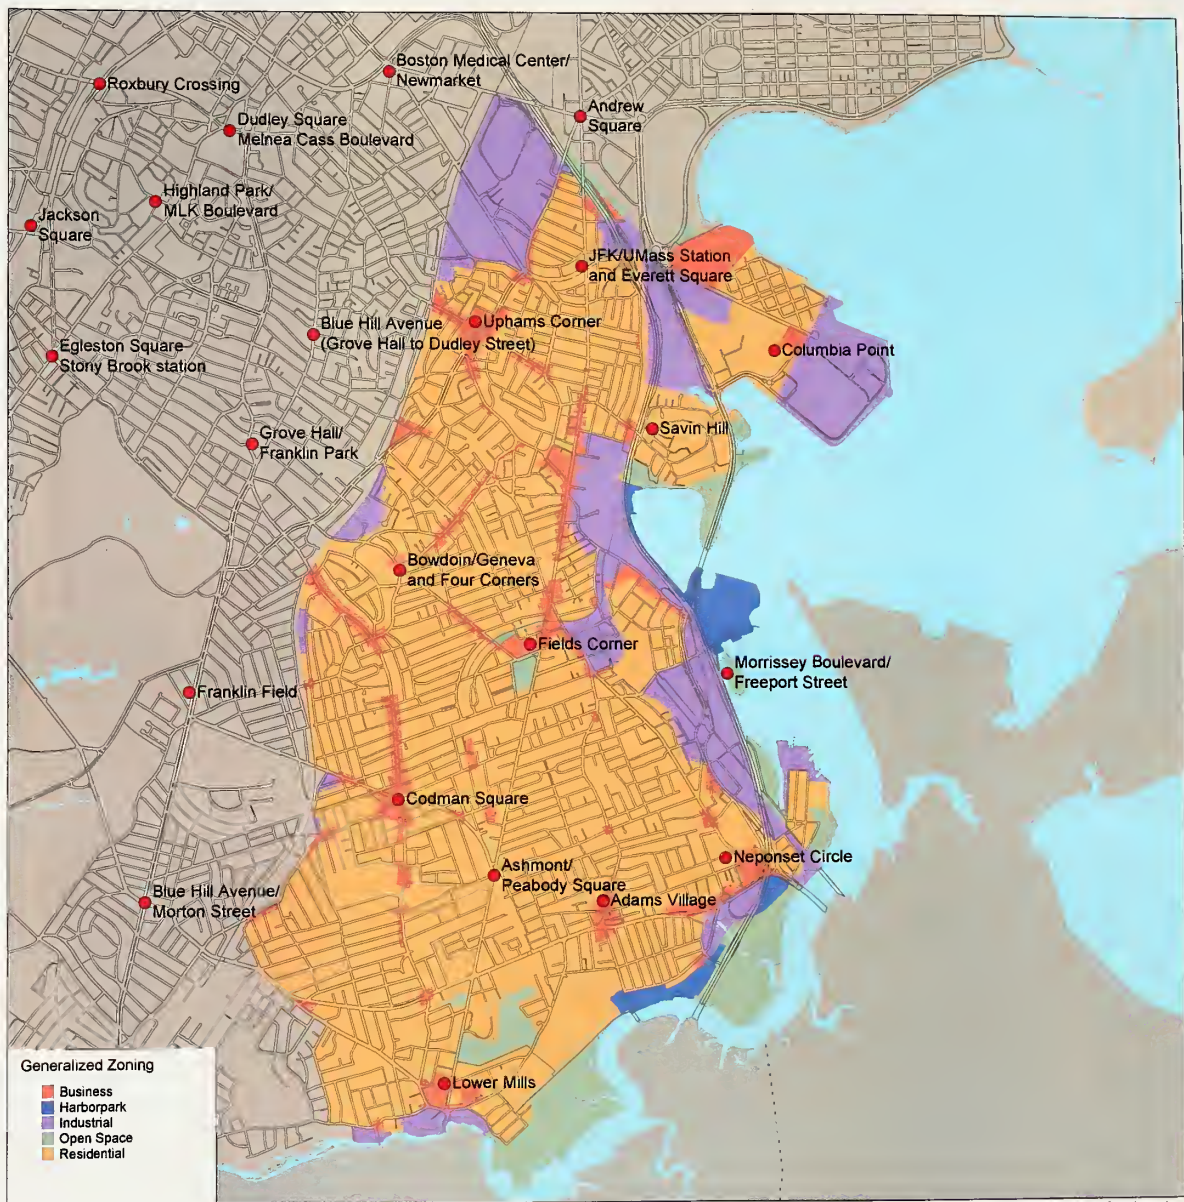 Boston Medical Center/
Newmarket
Roxbury Crossing
Andrew
Square
Dudley Square
Melnea Cass Boulevard
Highland Park/
MLK Boulevard
Jackson
Square
JFK/UMass Station
and Everett Square
Blue Hill Avenue
(Grove Hall to Dudley Street)
Uphams Corner
Egleston Square
Stony Brook station
Columbia Point
Grove Hall/
Franklin Park
Savin Hill
Bowdoin/Geneva
and Four Corners
Fields Corner
Morrissey Boulevard/
Freeport Street
Franklin Field
Codman Square
Neponset Circle
Ashmont/
Peabody Square
Adams Village
Blue Hill Avenue/
Morton Street
Lower Mills
Generalized Zoning
Business
Harborpark
Industrial
Open Space
Residential